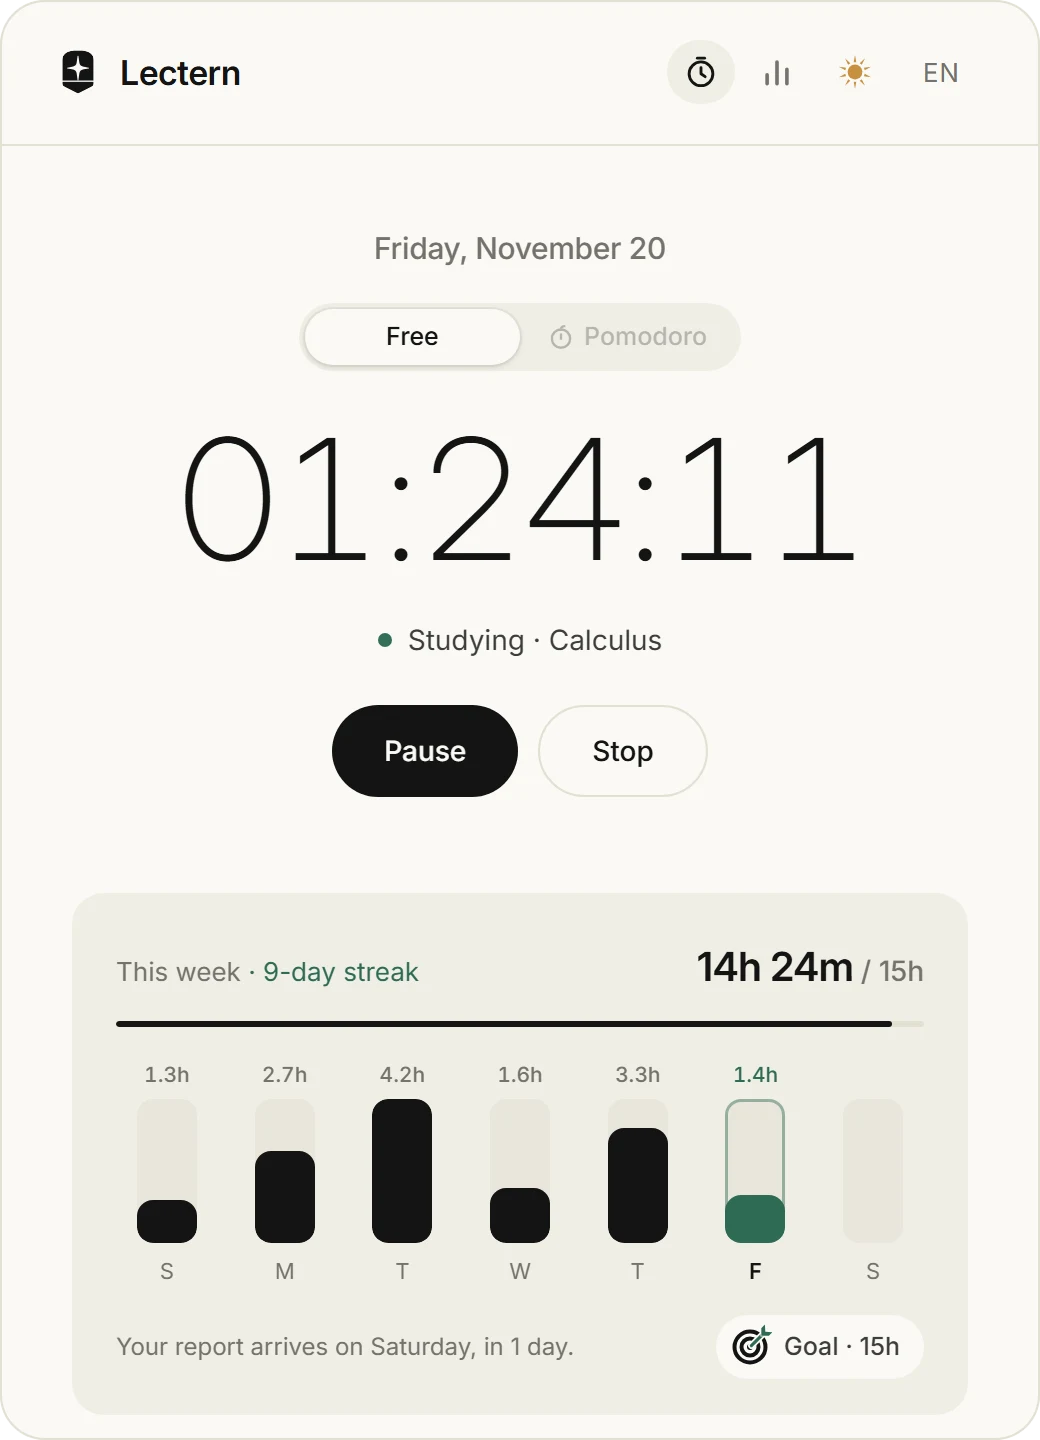 Lectern
EN
Friday, November 20
Free
Pomodoro
01:24:11
Studying · Calculus
Pause
Stop
This week · 9-day streak
14h 24m / 15h
1.3h 2.7h 4.2h 1.6h 3.3h 1.4h
S M T W T F S
Your report arrives on Saturday, in 1 day.
Goal · 15h